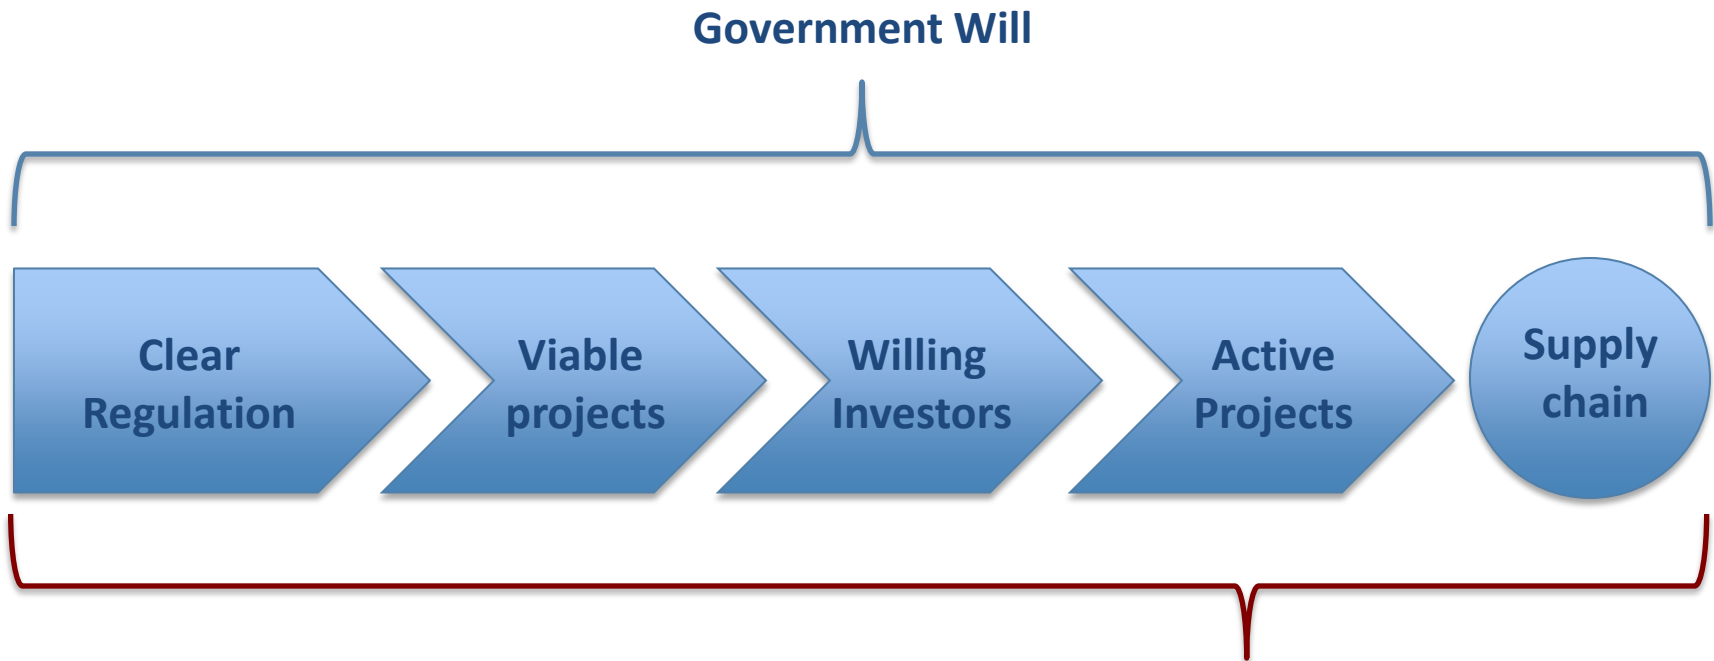 Government Will
Clear
Regulation
Viable
projects
Willing
Investors
Active
Projects
Supply
chain